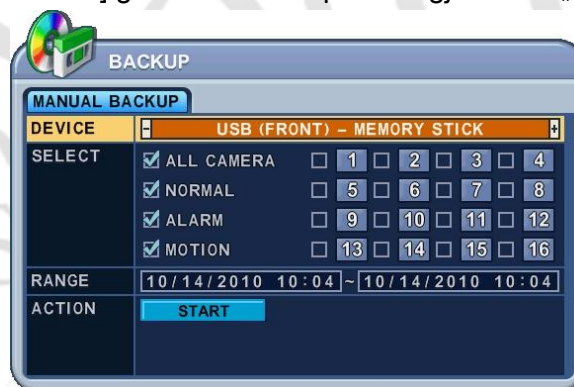 BACKUP
MANUAL BACKUP
DEVICE - USB (FRONT) – MEMORY STICK +
SELECT ALL CAMERA 1 2 3 4
NORMAL 5 6 7 8
ALARM 9 10 11 12
MOTION 13 14 15 16
RANGE 10/14/2010 10:04 ~ 10/14/2010 10:04
ACTION START